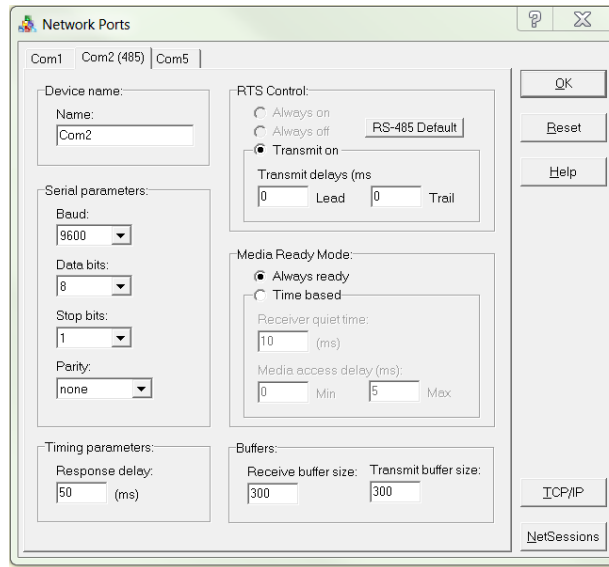 Network Ports
Com1 Com2 (485) Com5
Device name:
Name:
Com2
Serial parameters:
Baud:
9600
Data bits:
8
Stop bits:
1
Parity:
none
Timing parameters:
Response delay:
50 (ms)
RTS Control:
Always on
Always off
RS-485 Default
Transmit on
Transmit delays (ms
0 Lead 0 Trail
Media Ready Mode:
Always ready
Time based
Receiver quiet time:
10 (ms)
Media access delay (ms):
0 Min 5 Max
Buffers:
Receive buffer size: Transmit buffer size:
300 300
OK
Reset
Help
TCP/IP
NetSessions